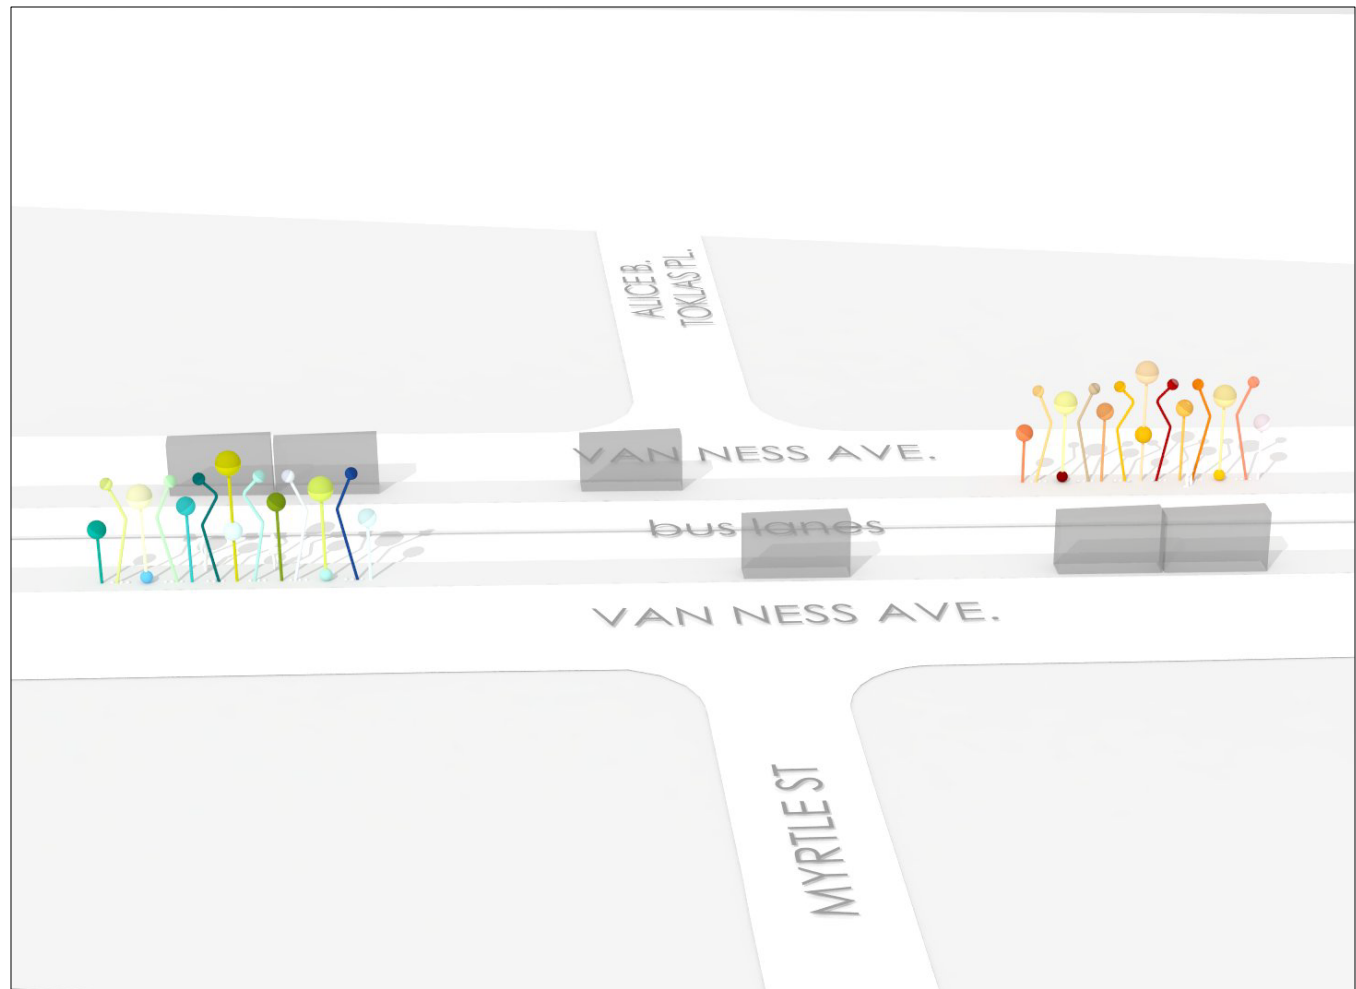 ALICE B.
TOKLAS PL.
VAN NESS AVE.
bus lanes
VAN NESS AVE.
MYRTLE ST